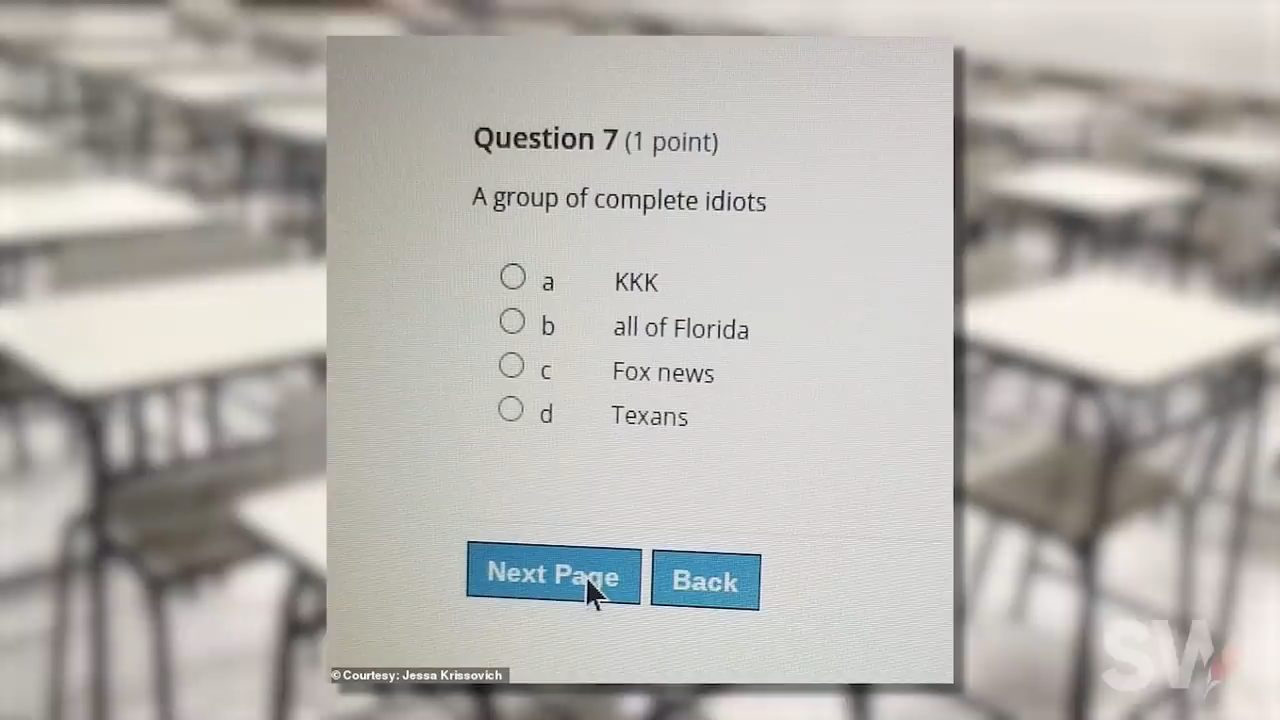 Question 7 (1 point)
A group of complete idiots
a KKK
b all of Florida
c Fox news
d Texans
Next Page Back
© Courtesy: Jessa Krissovich
SW